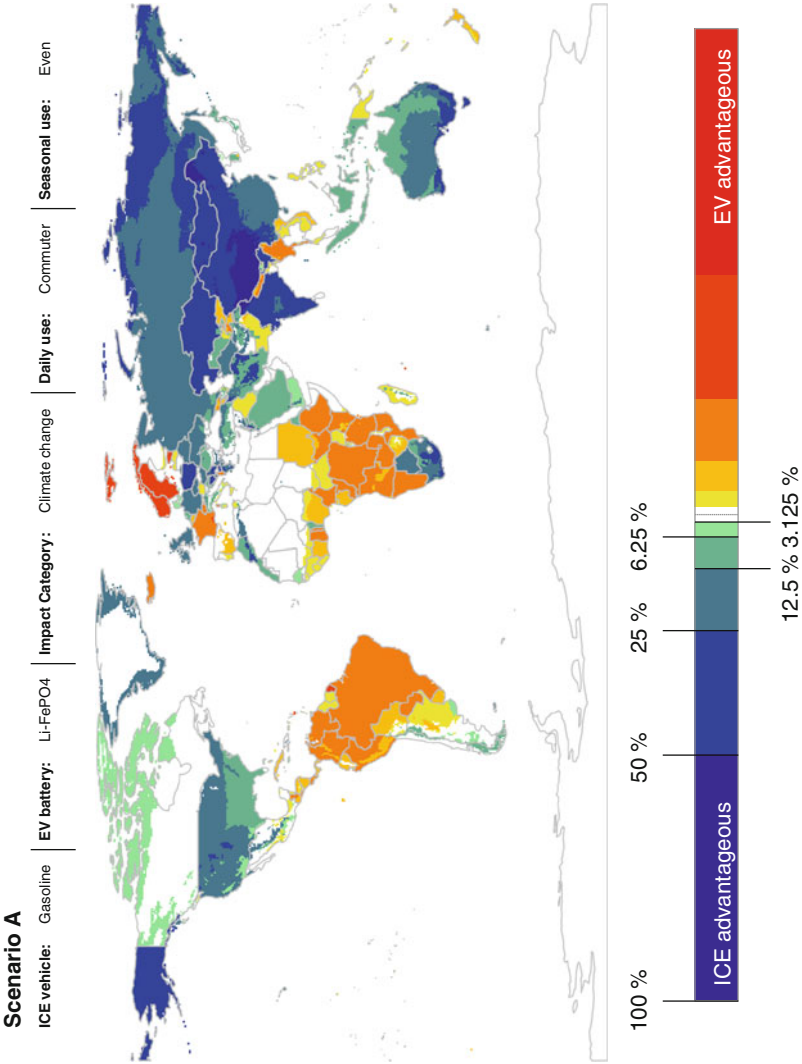 Scenario A
ICE vehicle: Gasoline EV battery: Li-FePO4 Impact Category: Climate change Daily use: Commuter Seasonal use: Even
100 % 50 % 25 % 6.25 %
ICE advantageous EV advantageous
12.5 % 3.125 %